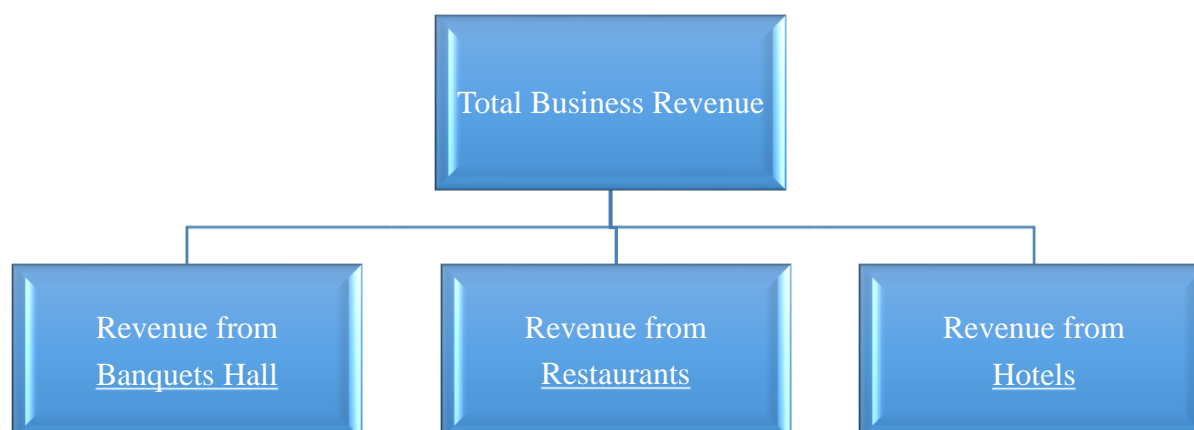 Total Business Revenue
Revenue from
Banquets Hall
Revenue from
Restaurants
Revenue from
Hotels